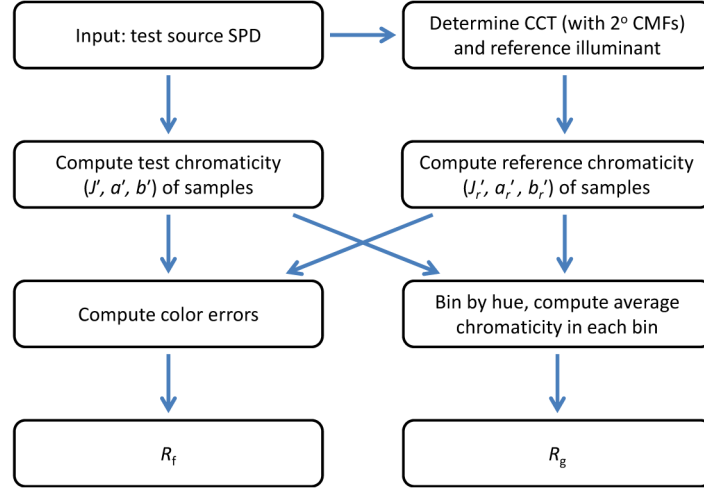 Input: test source SPD
Determine CCT (with 2º CMFs)
and reference illuminant
Compute test chromaticity
(J’, a’, b’) of samples
Compute reference chromaticity
(Jr’, ar’, br’) of samples
Compute color errors
Bin by hue, compute average
chromaticity in each bin
Rf
Rg